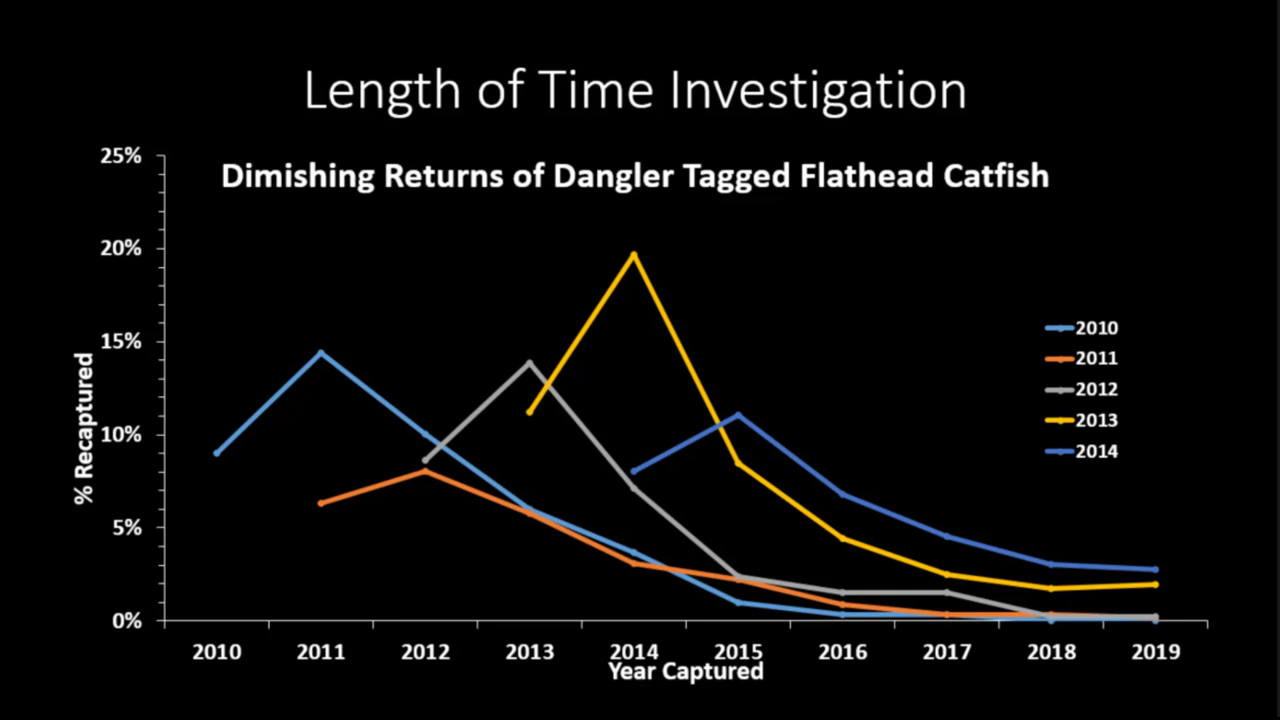 Length of Time Investigation
Dimishing Returns of Dangler Tagged Flathead Catfish
25%
20%
15%
10%
5%
0%
% Recaptured
2010
2011
2012
2013
2014
2010 2011 2012 2013 2014 2015 2016 2017 2018 2019
Year Captured